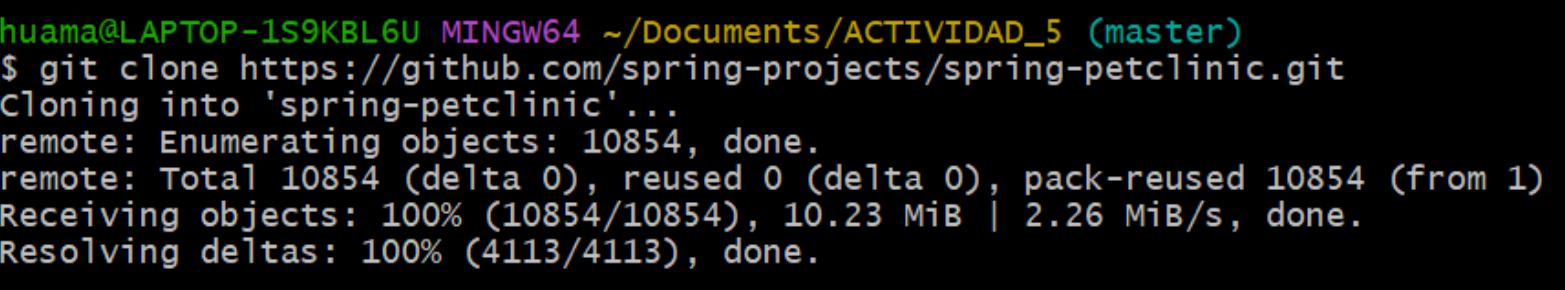 huama@LAPTOP-1S9KBL6U MINGW64 ~/Documents/ACTIVIDAD_5 (master)
$ git clone https://github.com/spring-projects/spring-petclinic.git
Cloning into 'spring-petclinic'...
remote: Enumerating objects: 10854, done.
remote: Total 10854 (delta 0), reused 0 (delta 0), pack-reused 10854 (from 1)
Receiving objects: 100% (10854/10854), 10.23 MiB | 2.26 MiB/s, done.
Resolving deltas: 100% (4113/4113), done.